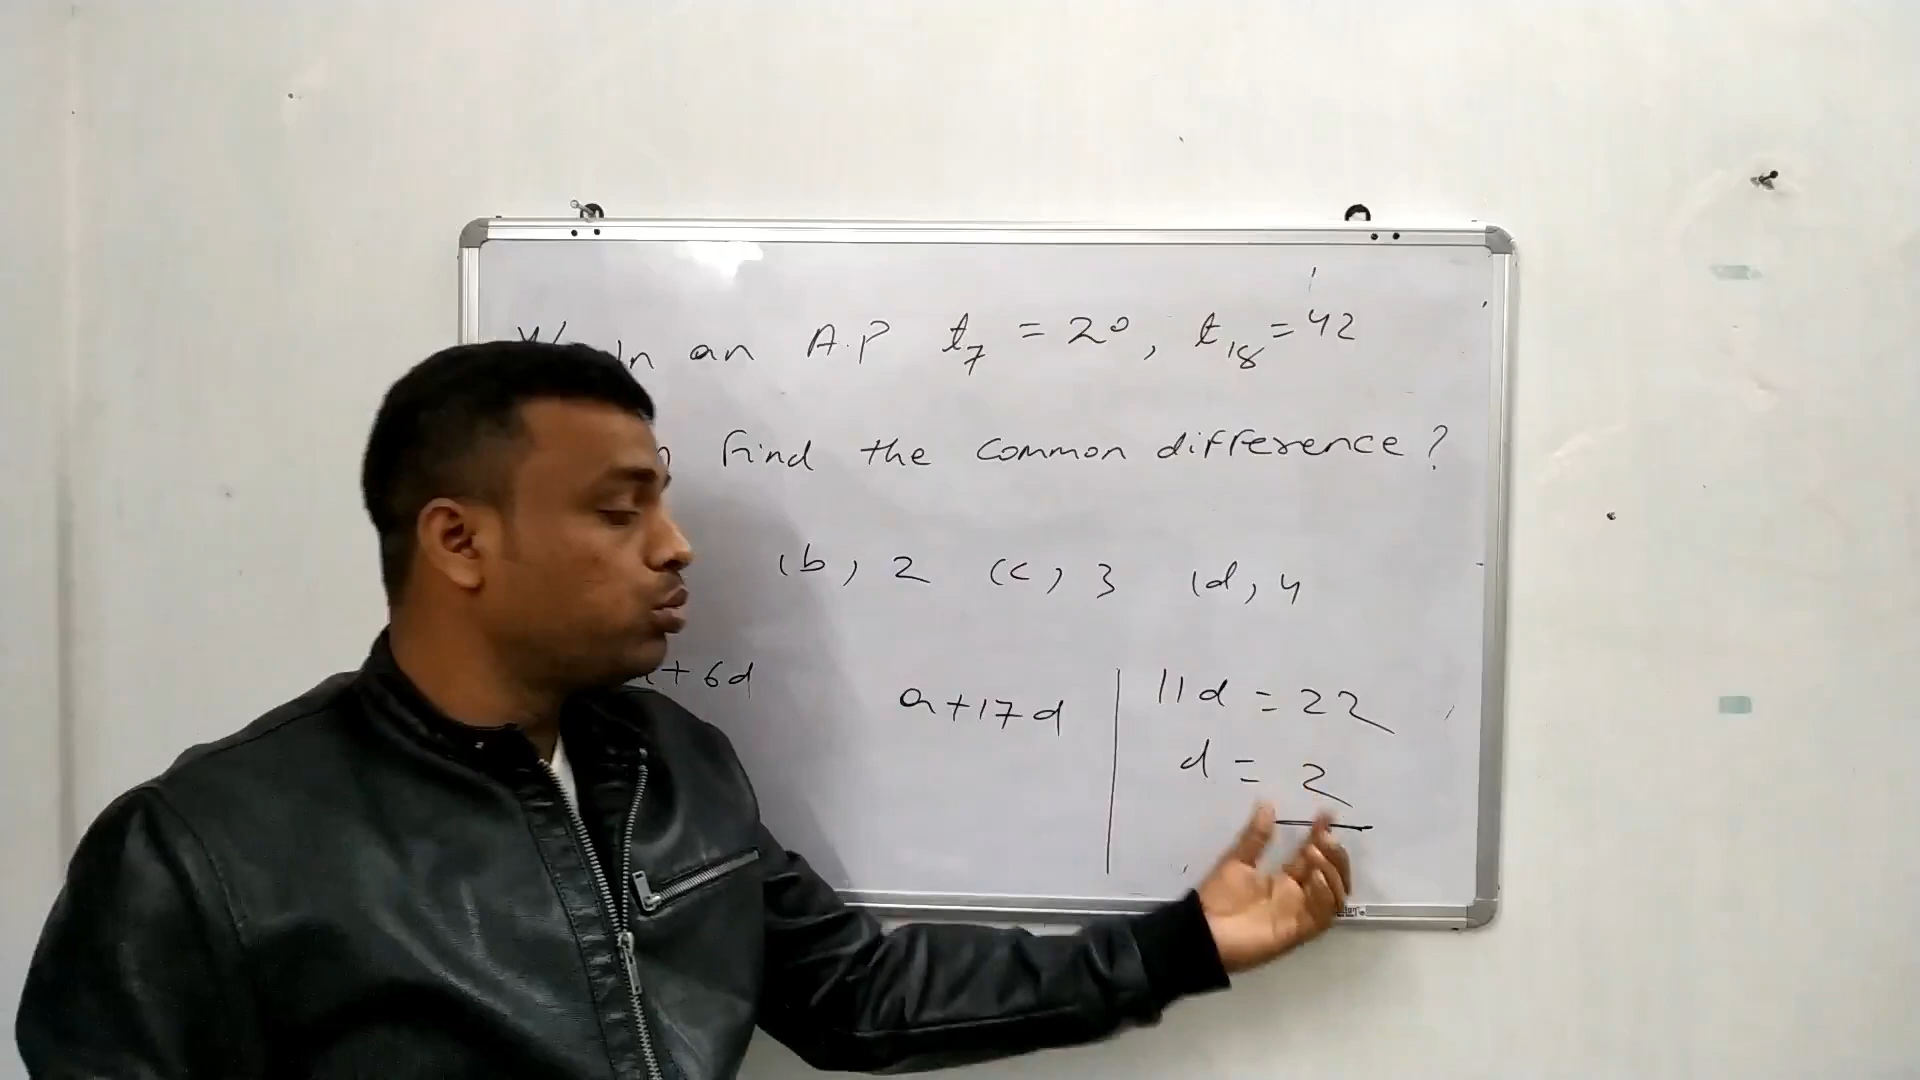 In an A.P t7 = 20, t18 = 42
Find the common difference?
(b) 2 (c) 3 (d) 4
+ 6d
a + 17d
11d = 22
d = 2